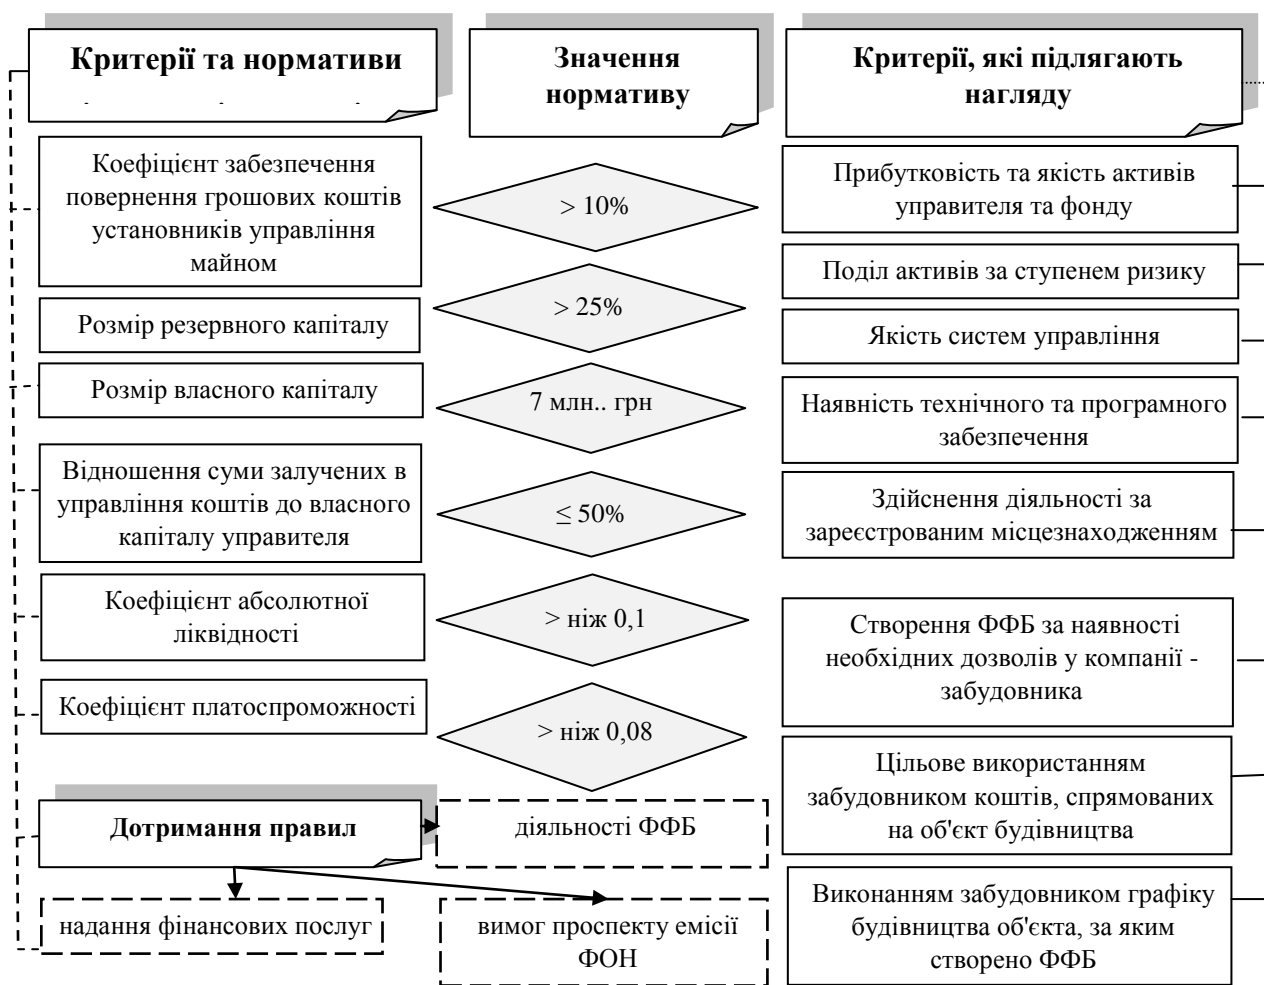 Критерії та нормативи
Значення
нормативу
Критерії, які підлягають
нагляду
Коефіцієнт забезпечення
повернення грошових коштів
установників управління
майном
> 10%
Прибутковість та якість активів
управителя та фонду
Розмір резервного капіталу
> 25%
Поділ активів за ступенем ризику
Якість систем управління
Розмір власного капіталу
7 млн.. грн
Наявність технічного та програмного
забезпечення
Відношення суми залучених в
управління коштів до власного
капіталу управителя
≤ 50%
Здійснення діяльності за
зареєстрованим місцезнаходженням
Коефіцієнт абсолютної
ліквідності
> ніж 0,1
Створення ФФБ за наявності
необхідних дозволів у компанії -
забудовника
Коефіцієнт платоспроможності
> ніж 0,08
Цільове використанням
забудовником коштів, спрямованих
на об'єкт будівництва
Дотримання правил
діяльності ФФБ
надання фінансових послуг
вимог проспекту емісії
ФОН
Виконанням забудовником графіку
будівництва об'єкта, за яким
створено ФФБ